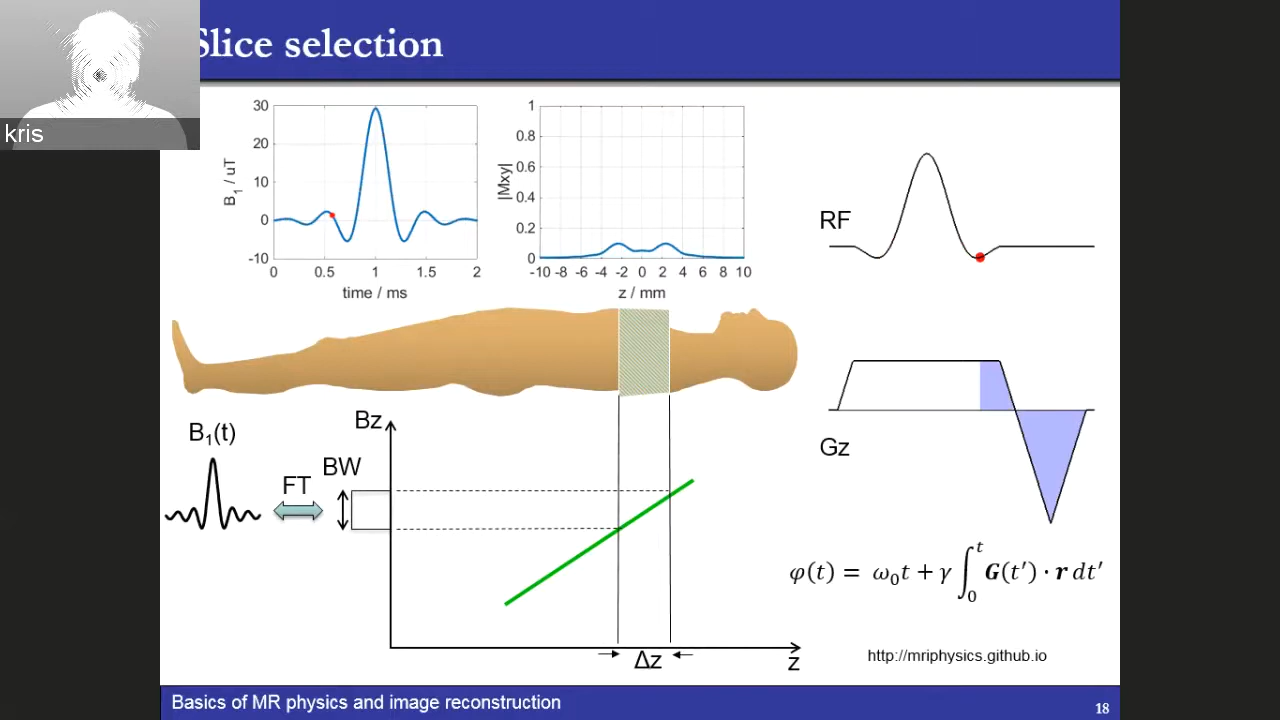 Slice selection
kris
30
20
10
0
-10
0 0.5 1 1.5 2
B1 / uT
time / ms
1
0.8
0.6
0.4
0.2
0
-10 -8 -6 -4 -2 0 2 4 6 8 10
|Mxy|
z / mm
RF
Gz
B₁(t)
FT
BW
Bz
Δz
z
φ(t) = ω₀t + γ ∫₀ᵗ G(t′) · r dt′
http://mriphysics.github.io
Basics of MR physics and image reconstruction
18